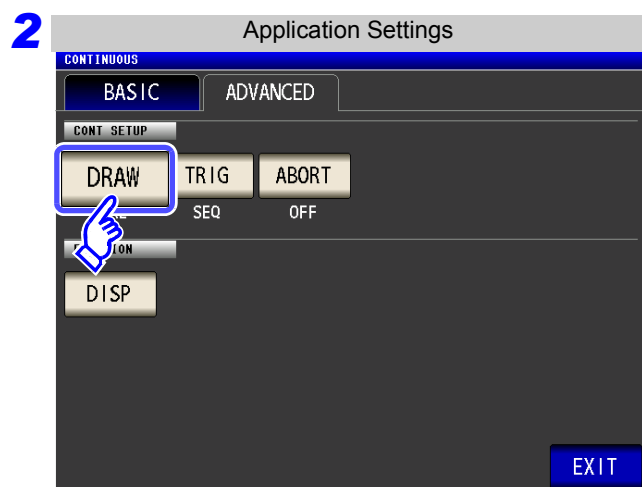 2
Application Settings
CONTINUOUS
BASIC ADVANCED
CONT SETUP
DRAW TRIG ABORT
SEQ OFF
DISP
EXIT